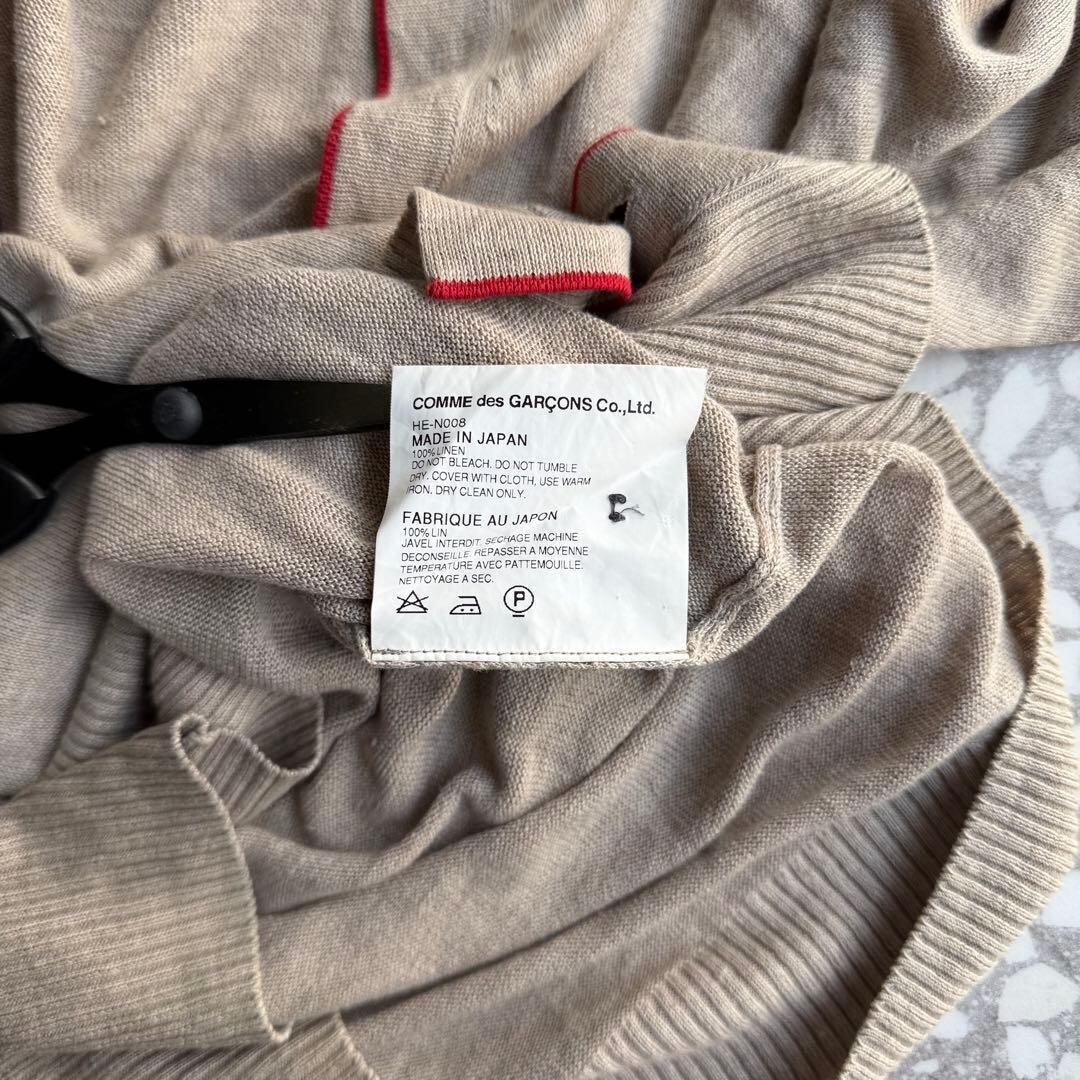 COMME des GARÇONS Co.,Ltd.
HE-N008
MADE IN JAPAN
100% LINEN
DO NOT BLEACH. DO NOT TUMBLE
DRY. COVER WITH CLOTH, USE WARM
IRON. DRY CLEAN ONLY.
FABRIQUE AU JAPON
100% LIN
JAVEL INTERDIT. SECHAGE MACHINE
DECONSEILLE. REPASSER A MOYENNE
TEMPERATURE AVEC PATTEMOUILLE.
NETTOYAGE A SEC.
P